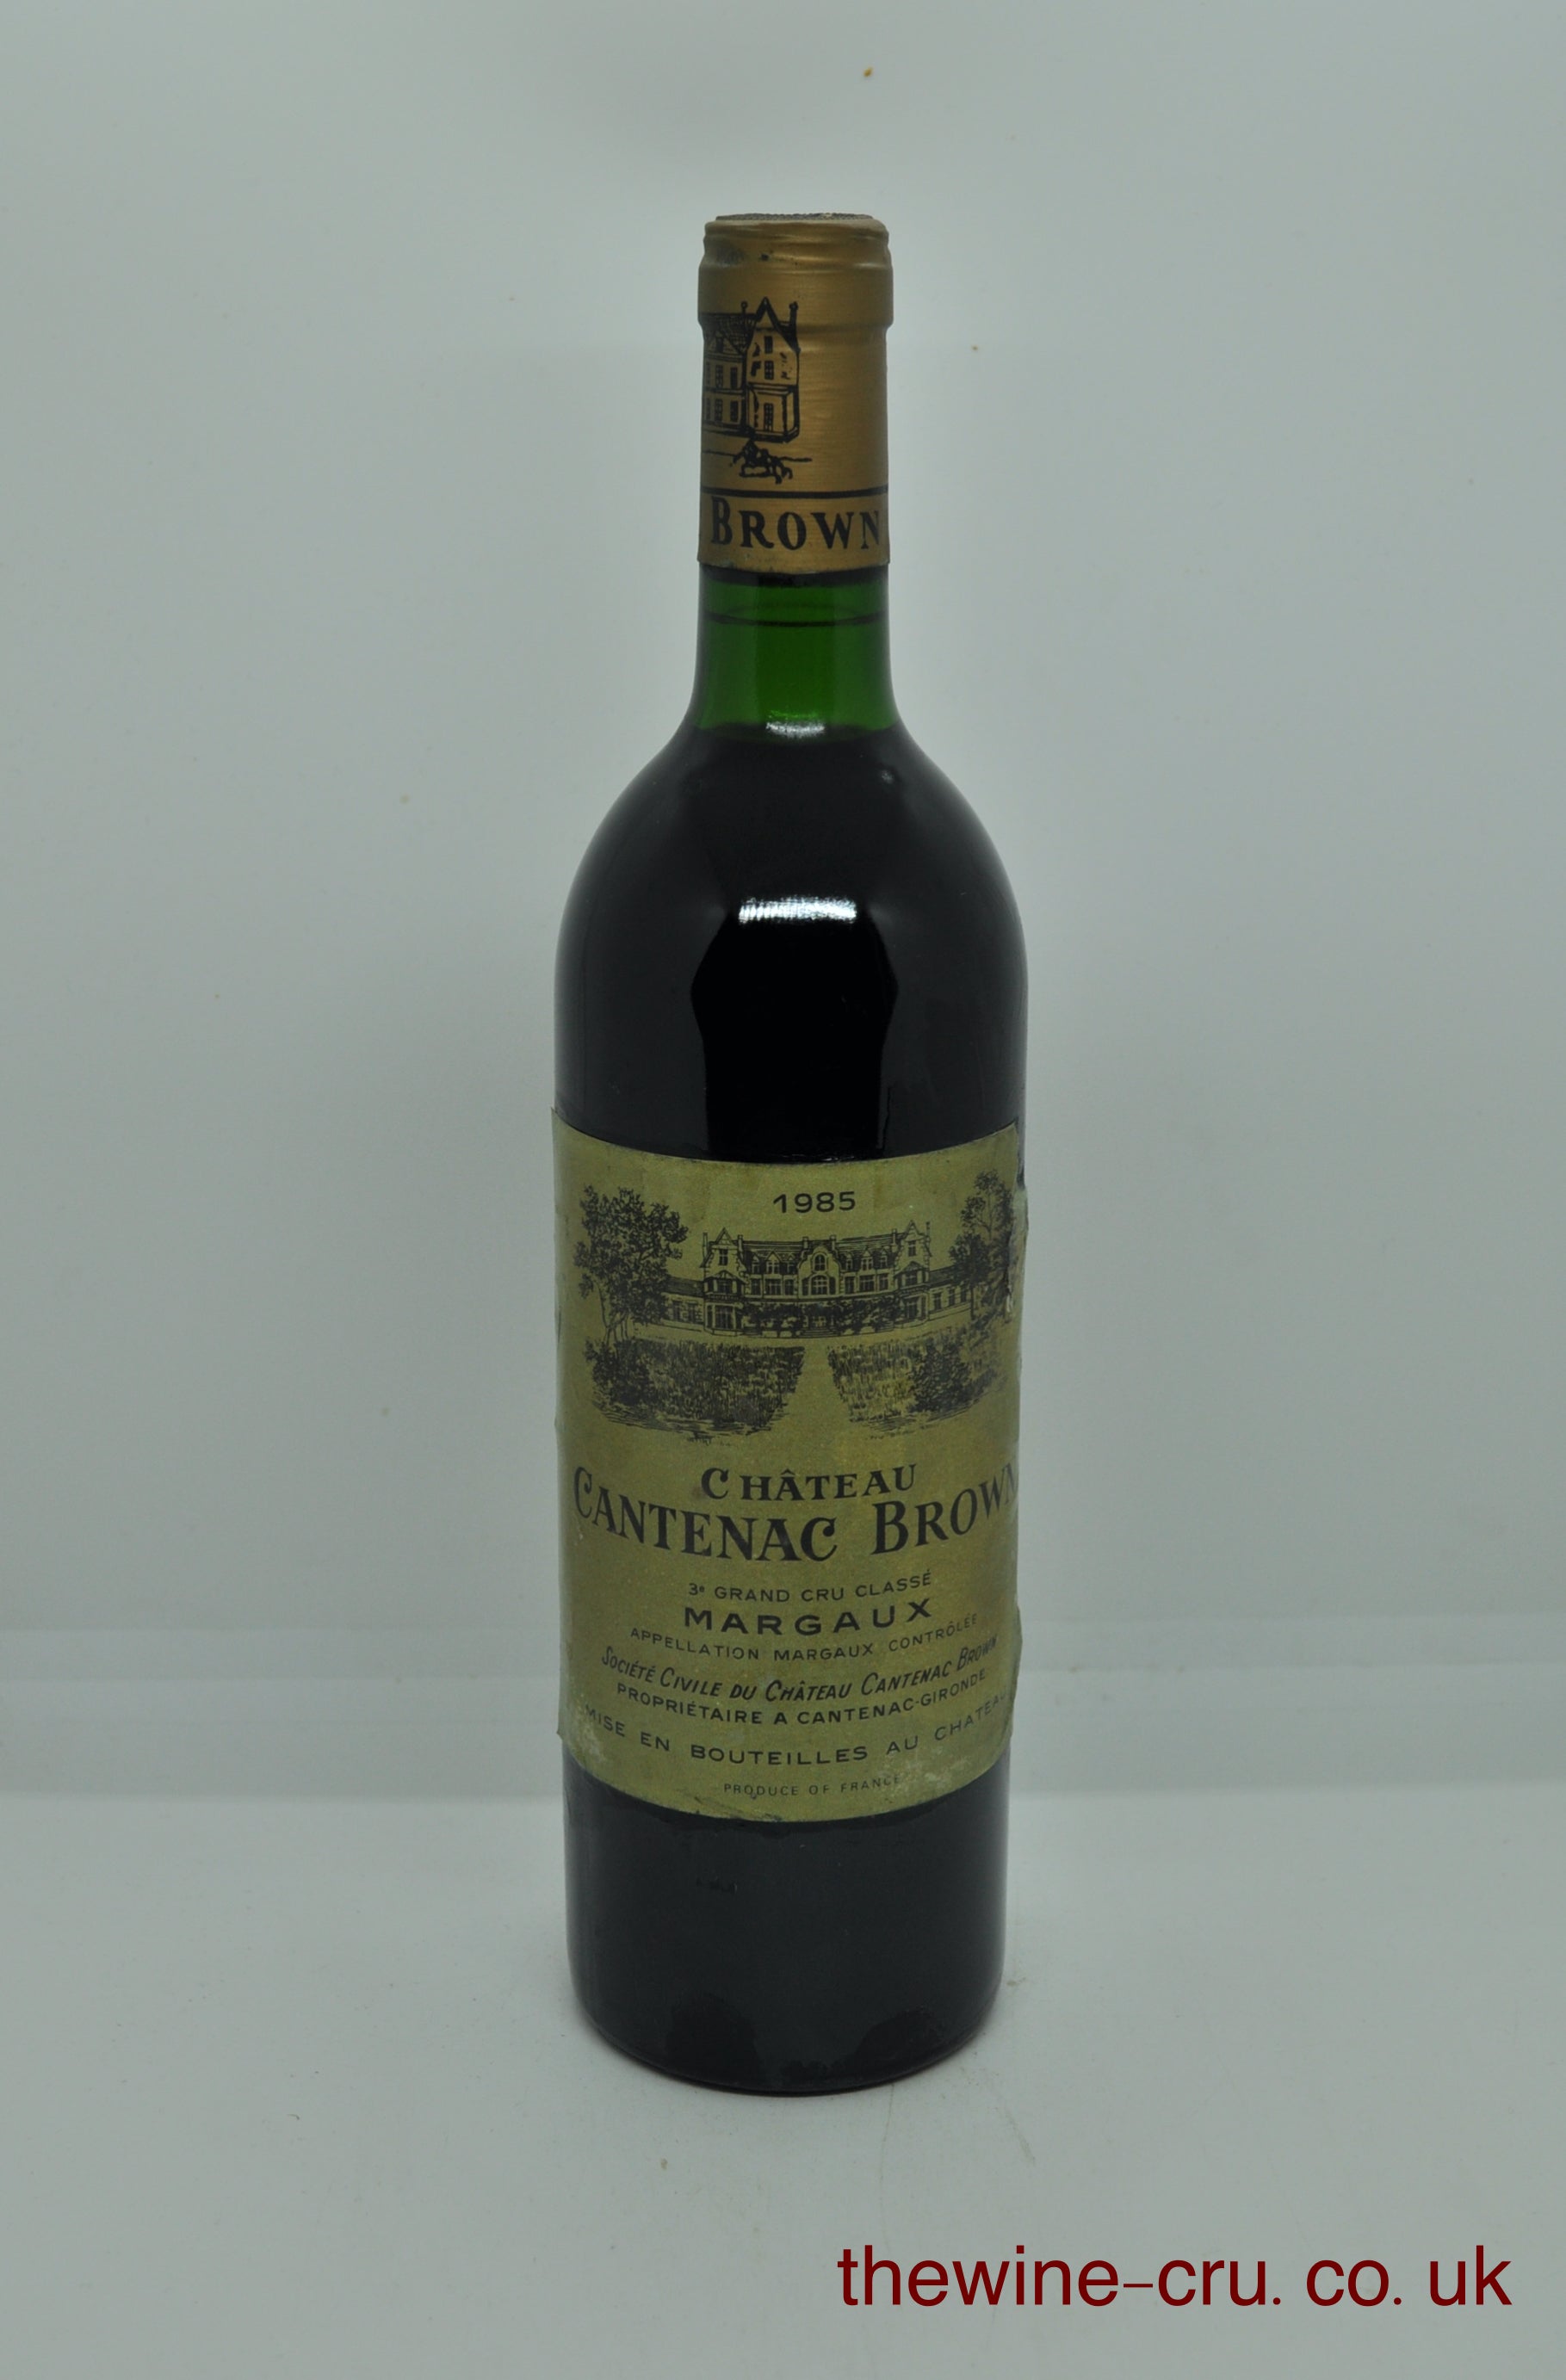 BROWN
1985
CHÂTEAU
CANTENAC BROWN
3e GRAND CRU CLASSÉ
MARGAUX
APPELLATION MARGAUX CONTRÔLÉE
SOCIÉTÉ CIVILE DU CHÂTEAU CANTENAC BROWN
PROPRIÉTAIRE A CANTENAC-GIRONDE
MISE EN BOUTEILLES AU CHATEAU
PRODUCE OF FRANCE
thewine-cru. co. uk